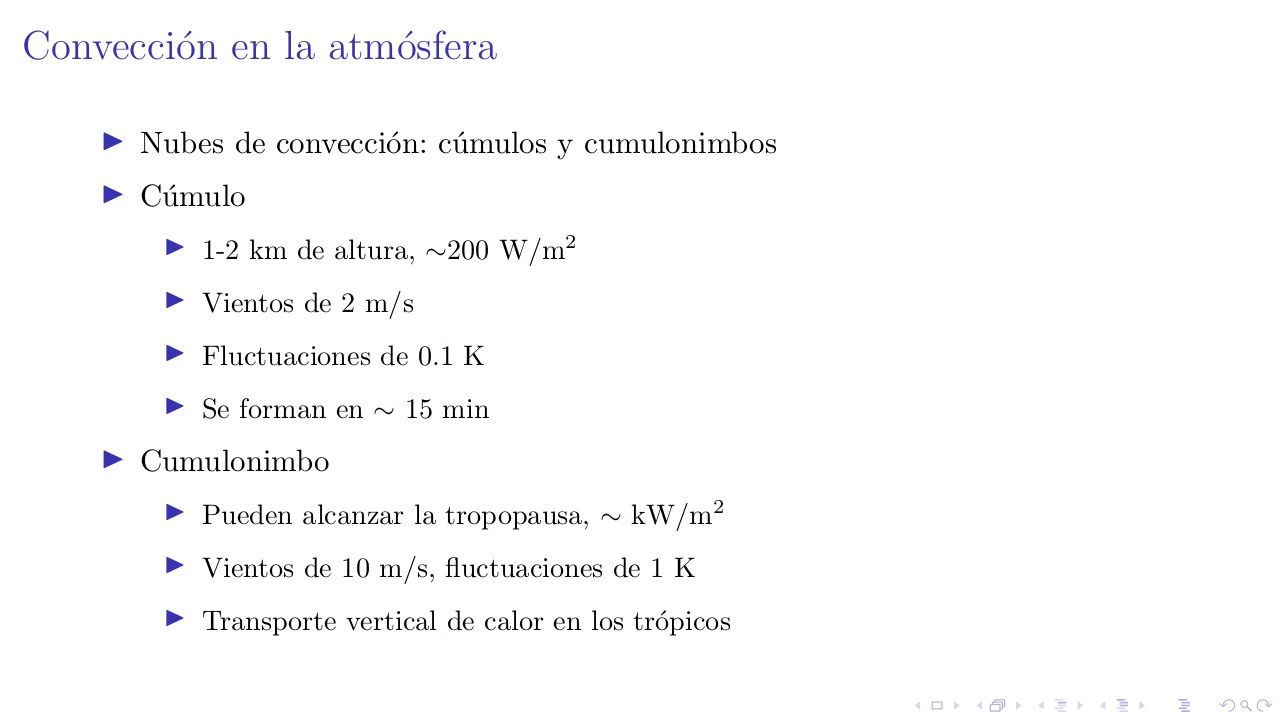 Convección en la atmósfera
Nubes de convección: cúmulos y cumulonimbos
Cúmulo
1-2 km de altura, ∼200 W/m²
Vientos de 2 m/s
Fluctuaciones de 0.1 K
Se forman en ∼ 15 min
Cumulonimbo
Pueden alcanzar la tropopausa, ∼ kW/m²
Vientos de 10 m/s, fluctuaciones de 1 K
Transporte vertical de calor en los trópicos